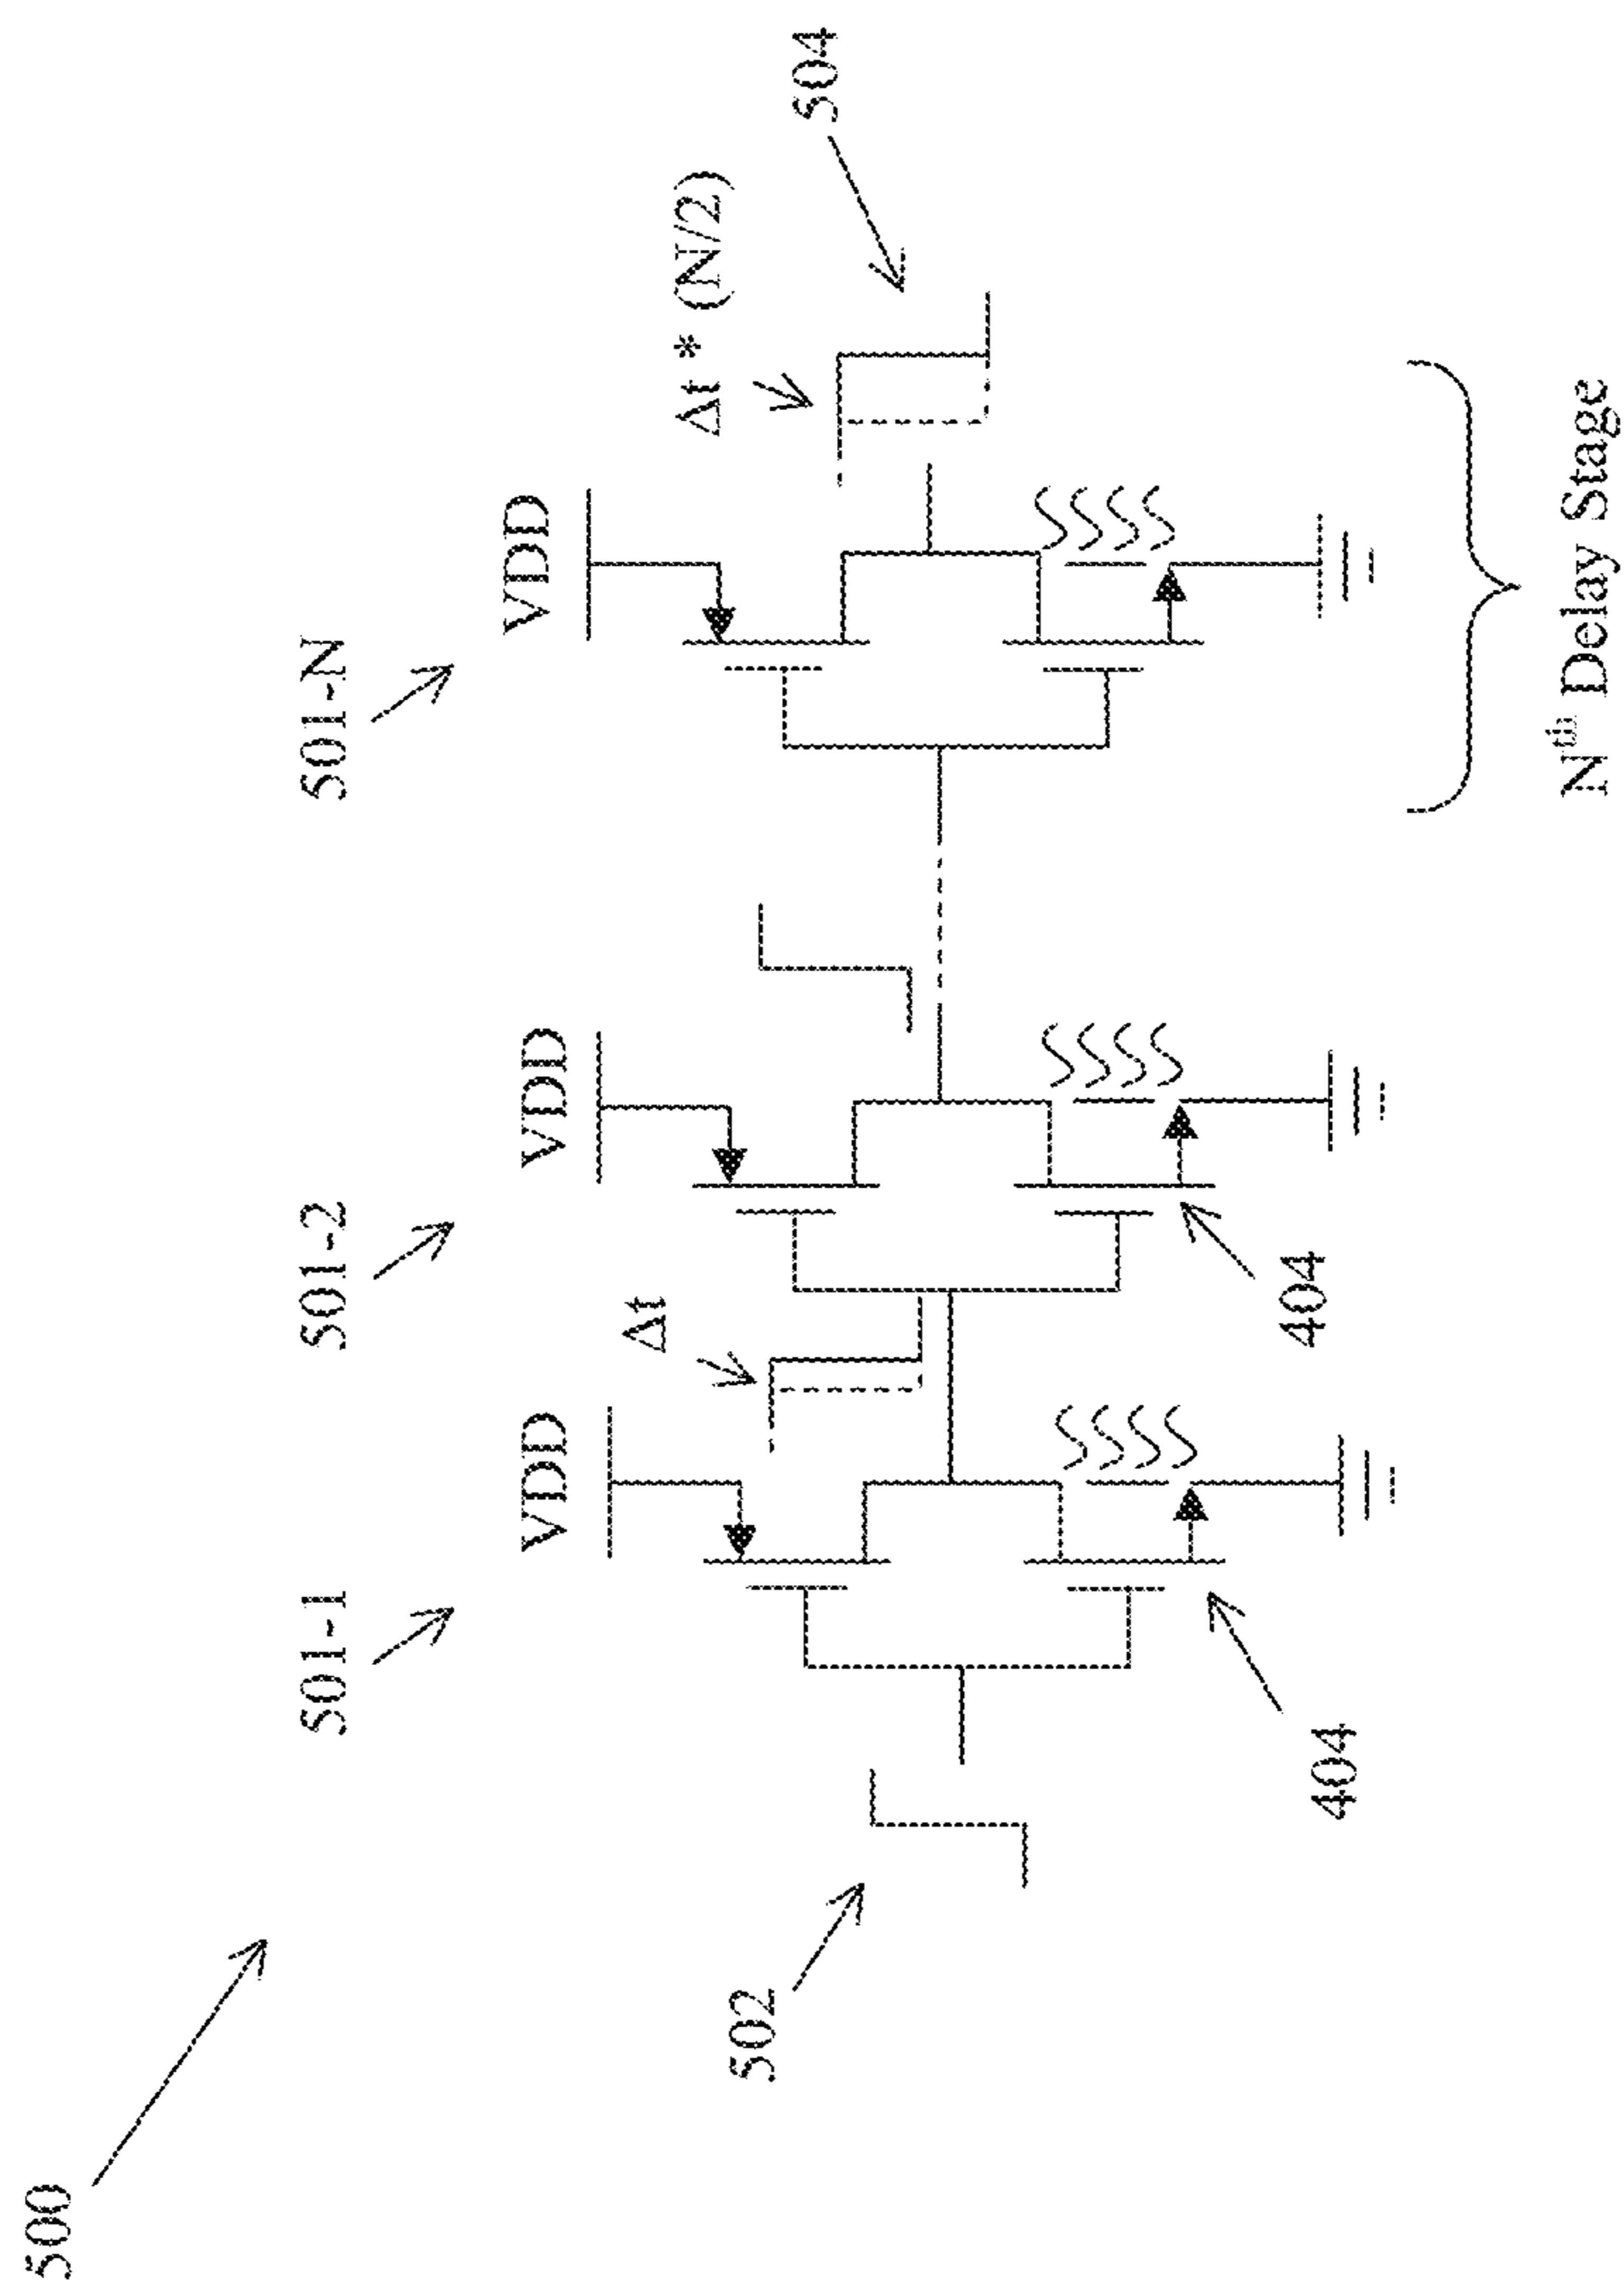 500
501-1
501-2
501-N
VDD
VDD
VDD
Δt
Δt * (N/2)
502
504
404
404
Nth Delay Stage